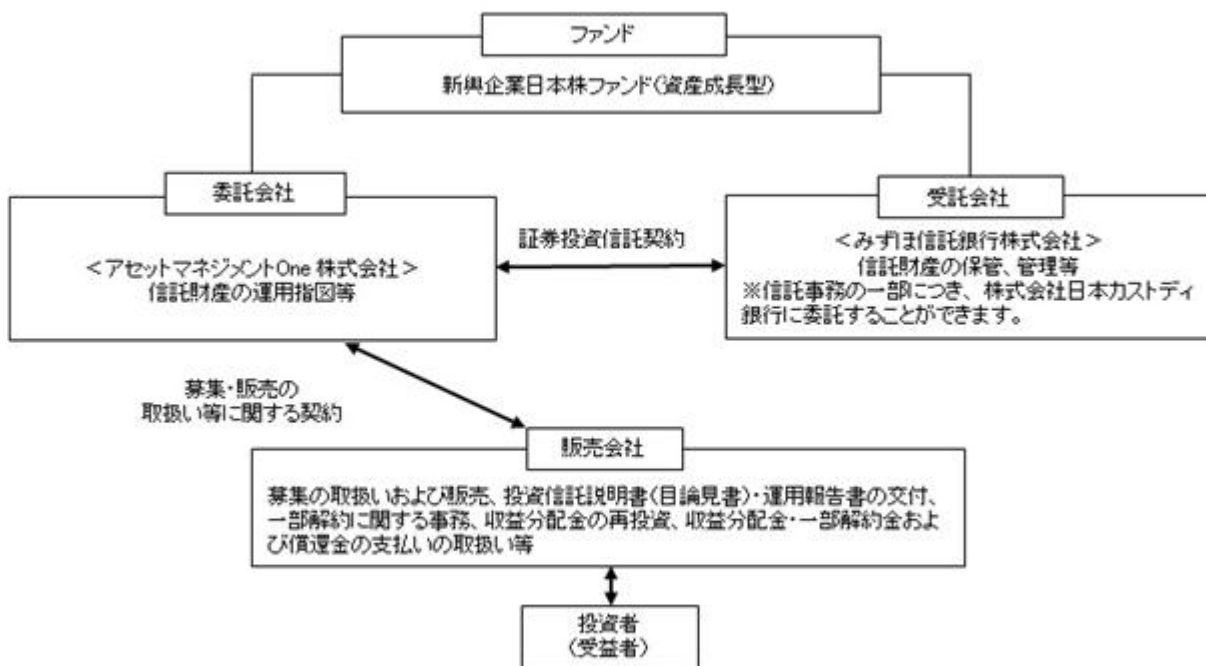 ファンド
新興企業日本株ファンド(資産成長型)
委託会社
<アセットマネジメントOne 株式会社>
信託財産の運用指図等
証券投資信託契約
受託会社
<みずほ信託銀行株式会社>
信託財産の保管、管理等
※信託事務の一部につき、株式会社日本カストディ
銀行に委託することができます。
募集・販売の
取扱い等に関する契約
販売会社
募集の取扱いおよび販売、投資信託説明書(目論見書)・運用報告書の交付、
一部解約に関する事務、収益分配金の再投資、収益分配金・一部解約金およ
び償還金の支払いの取扱い等
投資者
(受益者)